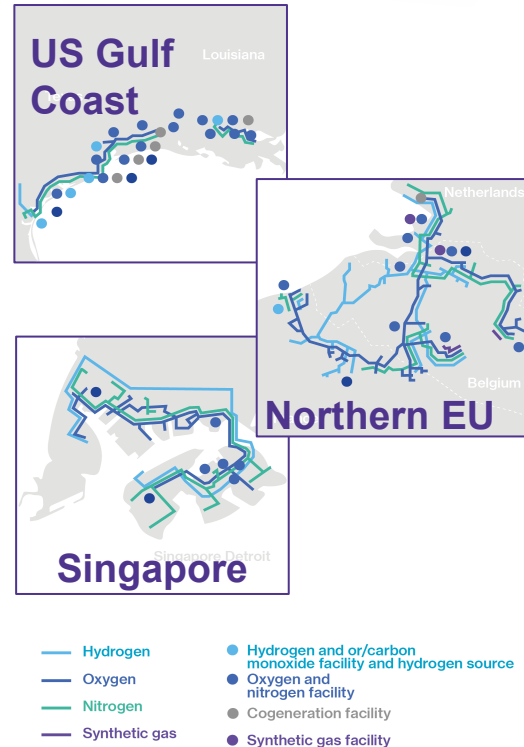 US Gulf
Coast
Louisiana
Netherlands
Belgium
Northern EU
Singapore Detroit
Singapore
Hydrogen
Oxygen
Nitrogen
Synthetic gas
Hydrogen and or/carbon
monoxide facility and hydrogen source
Oxygen and
nitrogen facility
Cogeneration facility
Synthetic gas facility